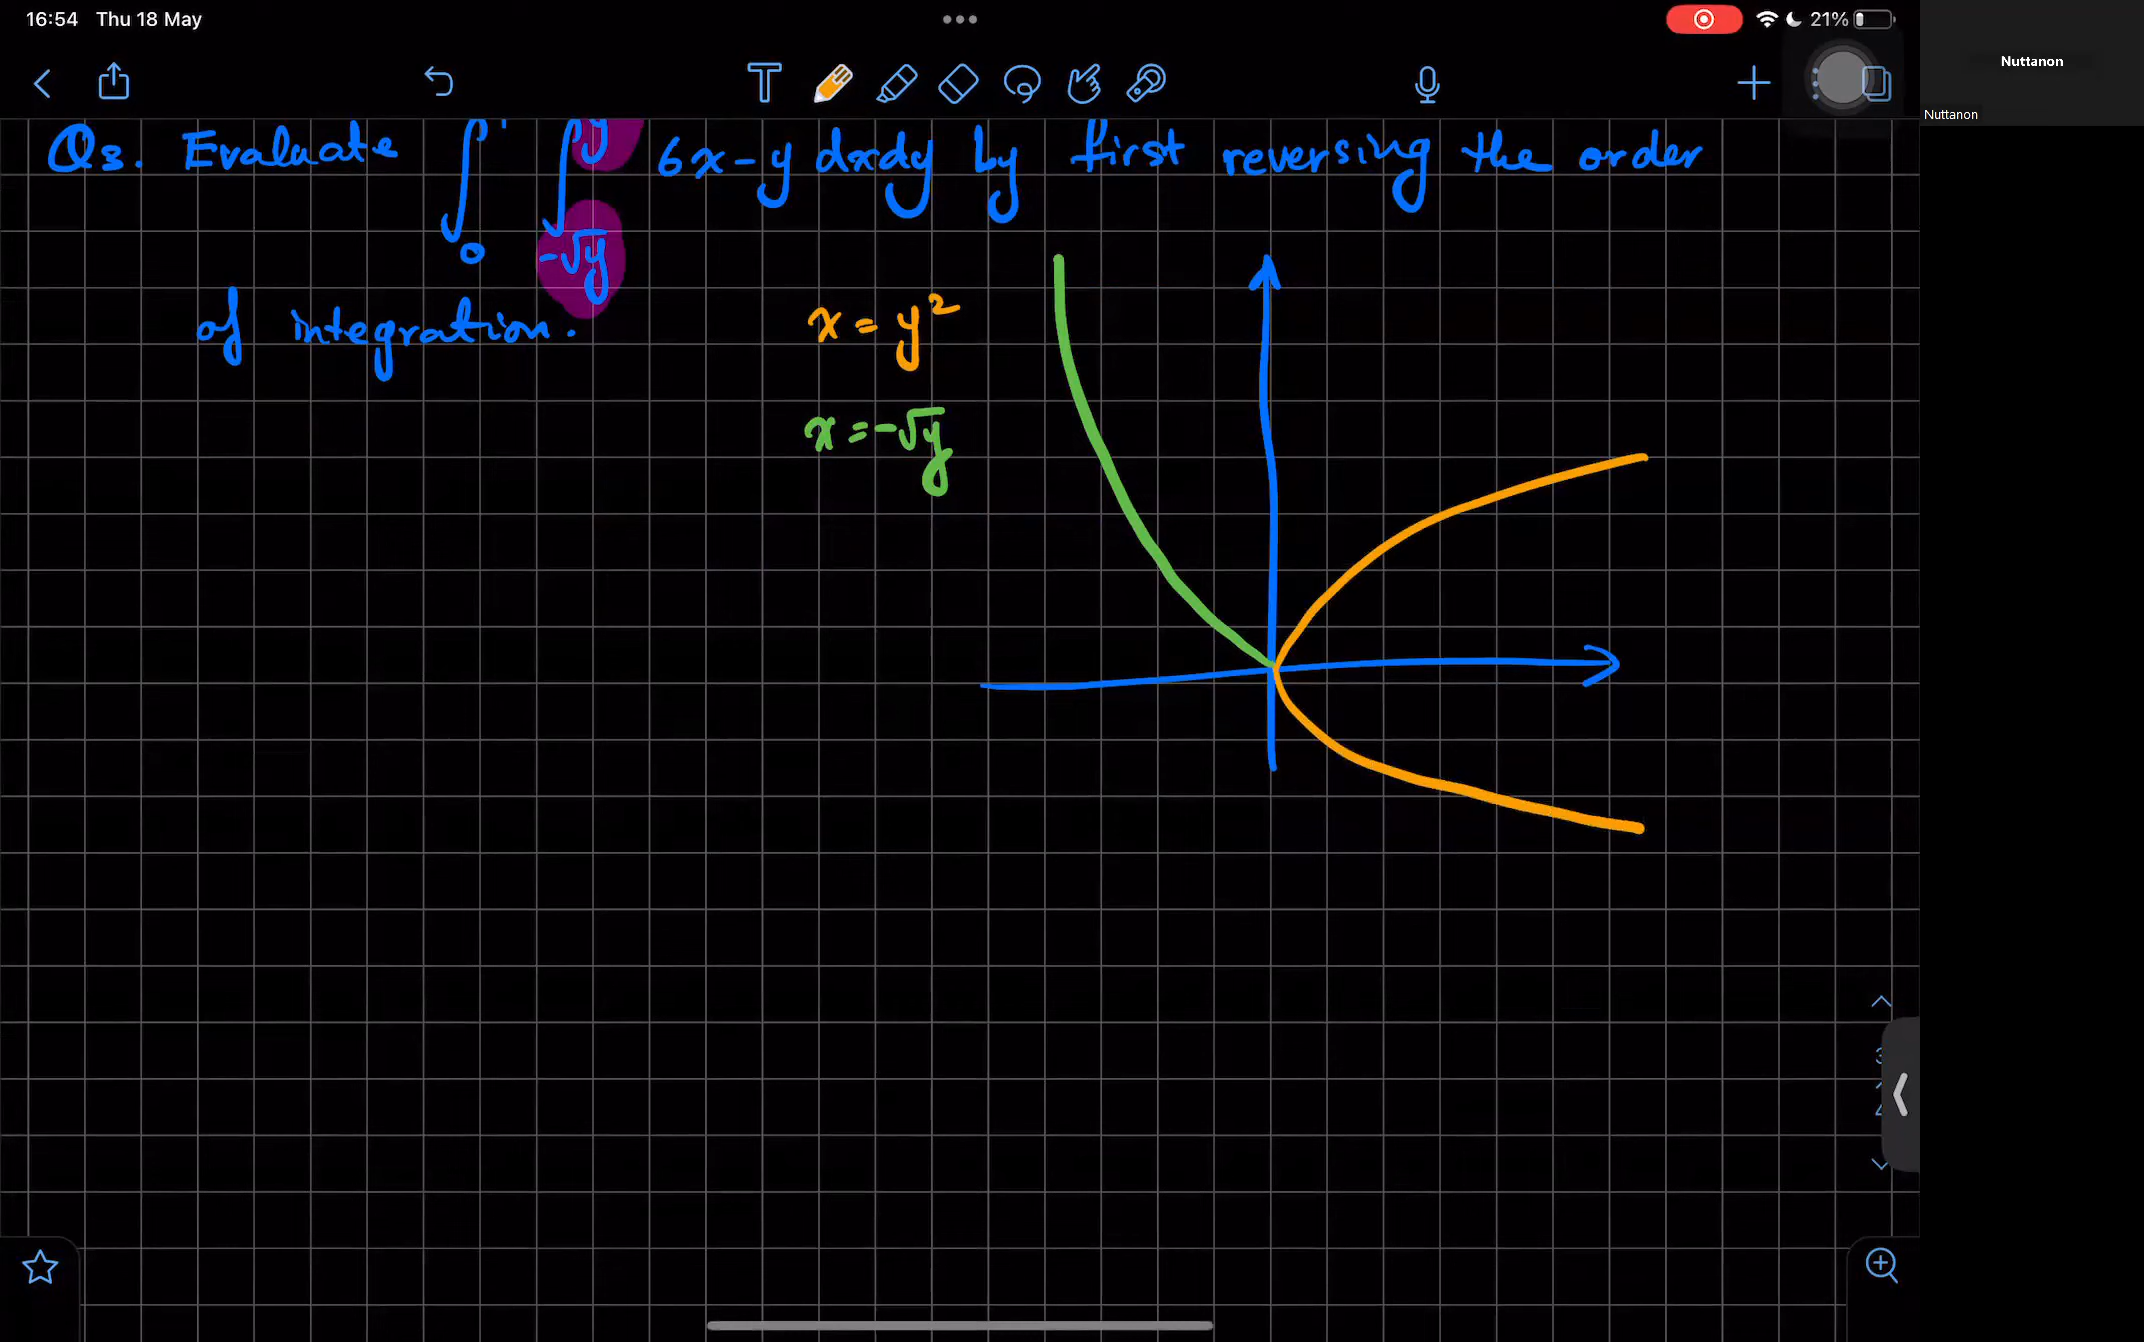 16:54 Thu 18 May
21%
Nuttanon
Nuttanon
Q3. Evaluate ∫₀¹ ∫_{-√y}^{y} 6x-y dxdy by first reversing the order
of integration.
x = y²
x = -√y